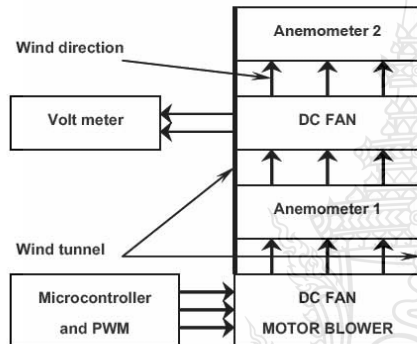 Anemometer 2
Wind direction
Volt meter
DC FAN
Anemometer 1
Wind tunnel
Microcontroller
and PWM
DC FAN
MOTOR BLOWER